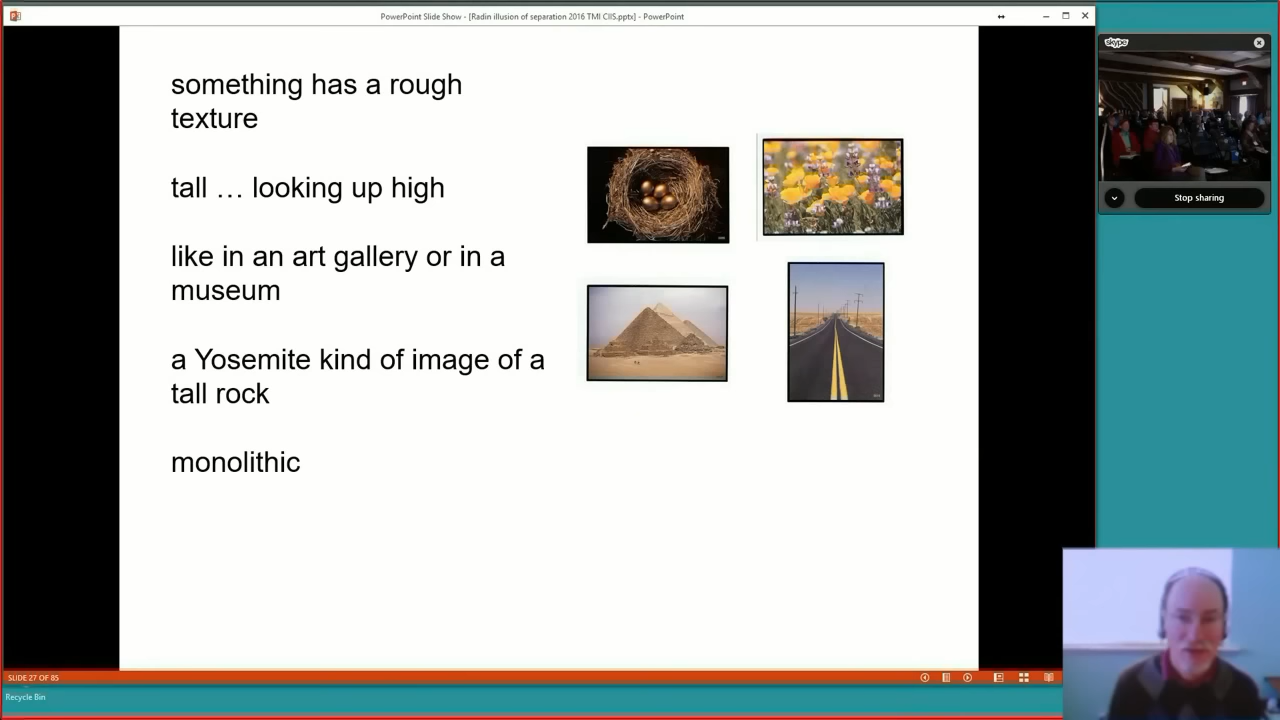 PowerPoint Slide Show - [Radin illusion of separation 2016 TMI CIIS.pptx] - PowerPoint
skype
Stop sharing
something has a rough
texture
tall … looking up high
like in an art gallery or in a
museum
a Yosemite kind of image of a
tall rock
monolithic
SLIDE 27 OF 85
Recycle Bin